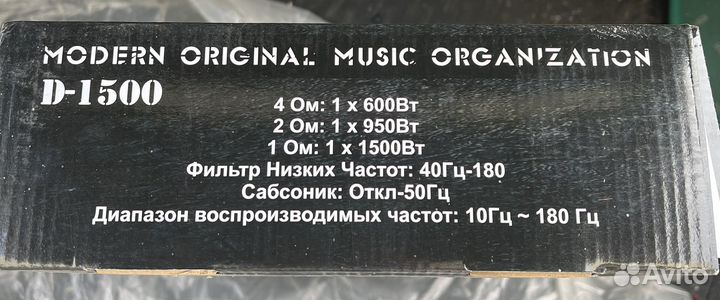 MODERN ORIGINAL MUSIC ORGANIZATION
D-1500
4 Ом: 1 x 600Вт
2 Ом: 1 x 950Вт
1 Ом: 1 x 1500Вт
Фильтр Низких Частот: 40Гц-180
Сабсоник: Откл-50Гц
Диапазон воспроизводимых частот: 10Гц ~ 180 Гц
Avito